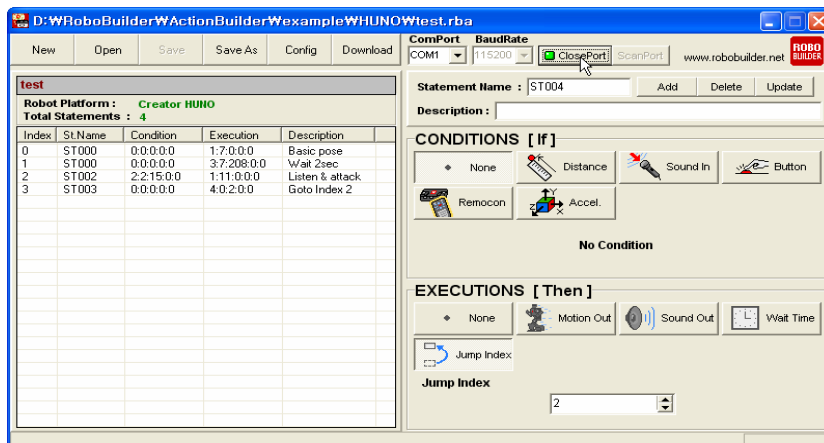 D:₩RoboBuilder₩ActionBuilder₩example₩HUNO₩test.rba
New Open Save Save As Config Download
ComPort BaudRate
COM1 115200 ClosePort ScanPort www.robobuilder.net ROBO BUILDER
test
Robot Platform : Creator HUNO
Total Statements : 4
Index St.Name Condition Execution Description
0 ST000 0:0:0:0:0 1:7:0:0:0 Basic pose
1 ST000 0:0:0:0:0 3:7:208:0:0 Wait 2sec
2 ST002 2:2:15:0:0 1:11:0:0:0 Listen & attack
3 ST003 0:0:0:0:0 4:0:2:0:0 Goto Index 2
Statement Name : ST004 Add Delete Update
Description :
CONDITIONS [ If ]
None Distance Sound In Button
Remocon Accel.
No Condition
EXECUTIONS [ Then ]
None Motion Out Sound Out Wait Time
Jump Index
Jump Index
2